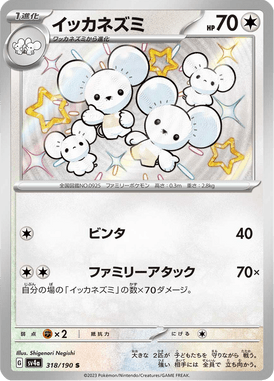 1進化
イッカネズミ
HP70
ワッカネズミから進化
全国図鑑NO.0925 ファミリーポケモン 高さ:0.3m 重さ:2.8kg
ビンタ 40
ファミリーアタック 70×
自分の場の「イッカネズミ」の数×70ダメージ。
弱点 ×2 抵抗力 にげる
Illus. Shigenori Negishi
sv4a 318/190 S
©2023 Pokémon/Nintendo/Creatures/GAME FREAK.